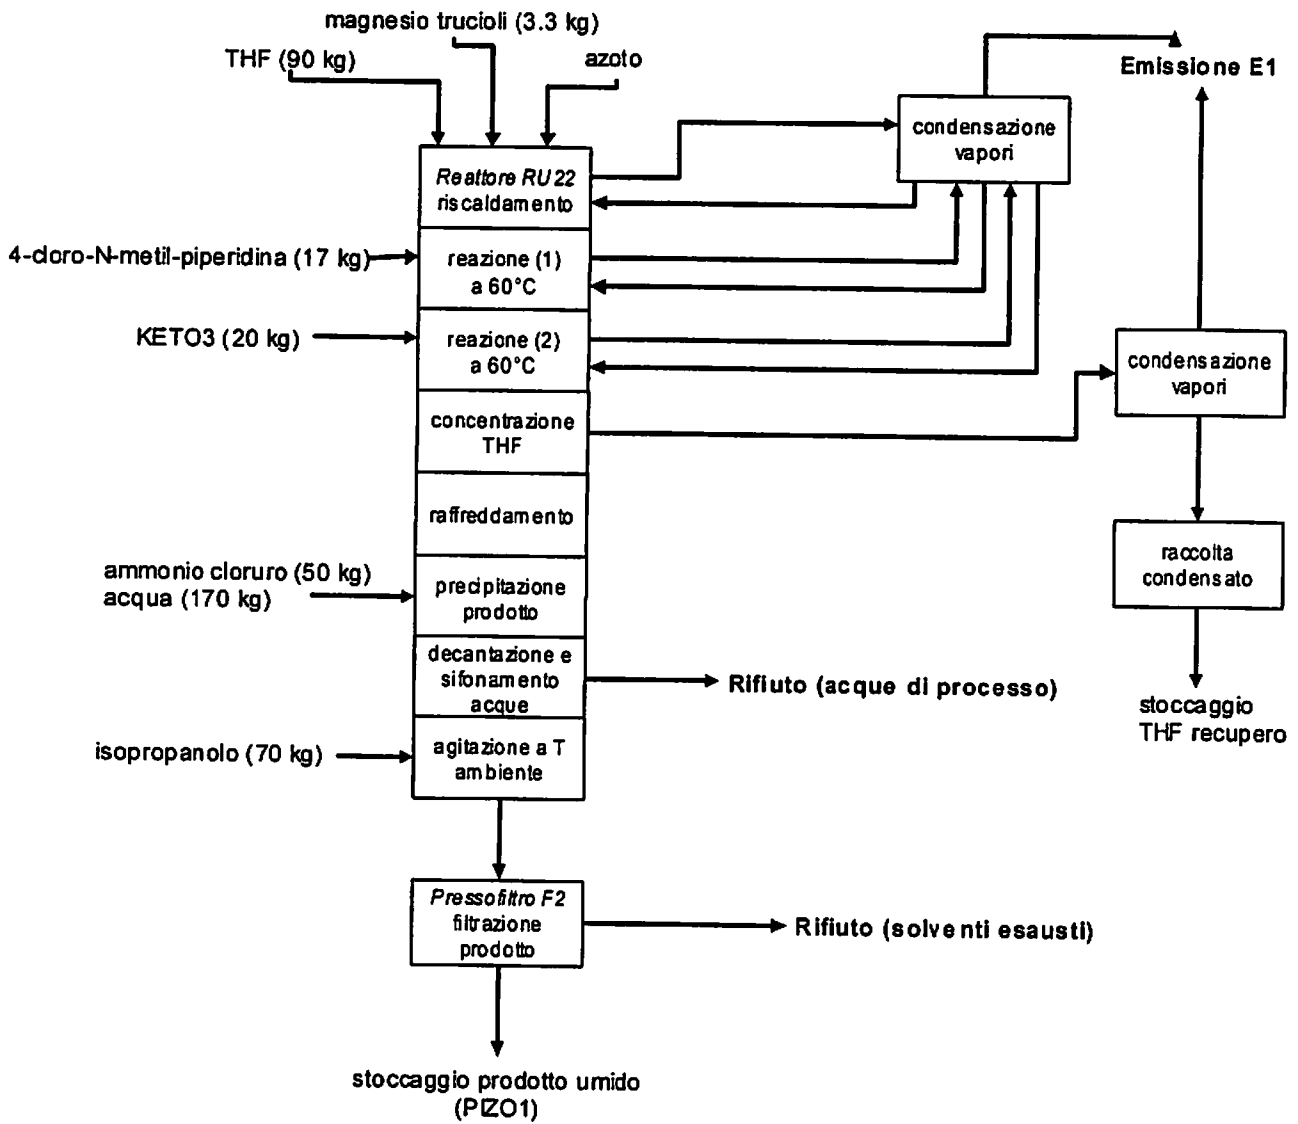 magnesio trucioli (3.3 kg)
THF (90 kg)
azoto
Emissione E1
condensazione
vapori
Reattore RU22
riscaldamento
4-cloro-N-metil-piperidina (17 kg)
reazione (1)
a 60°C
KETO3 (20 kg)
reazione (2)
a 60°C
condensazione
vapori
concentrazione
THF
raffreddamento
ammonio cloruro (50 kg)
acqua (170 kg)
precipitazione
prodotto
raccolta
condensato
decantazione e
sifonamento
acque
Rifiuto (acque di processo)
stoccaggio
THF recupero
isopropanolo (70 kg)
agitazione a T
ambiente
Pressofiltro F2
filtrazione
prodotto
Rifiuto (solventi esausti)
stoccaggio prodotto umido
(PIZO1)